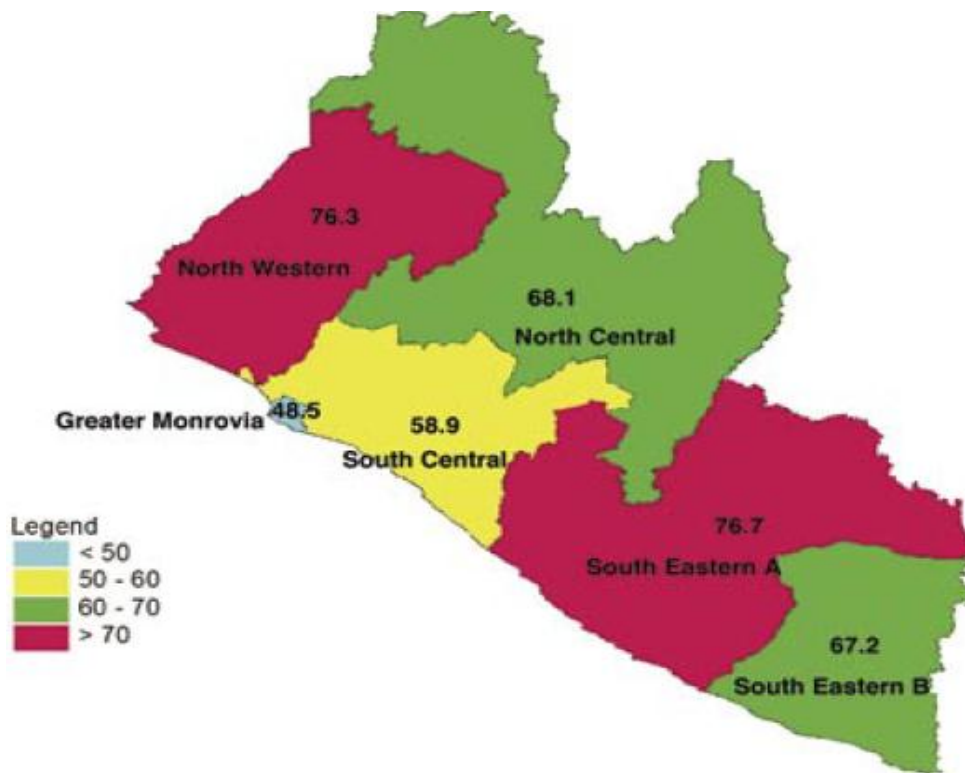 76.3
North Western
68.1
North Central
Greater Monrovia
48.5
58.9
South Central
Legend
< 50
50 - 60
60 - 70
> 70
76.7
South Eastern A
67.2
South Eastern B